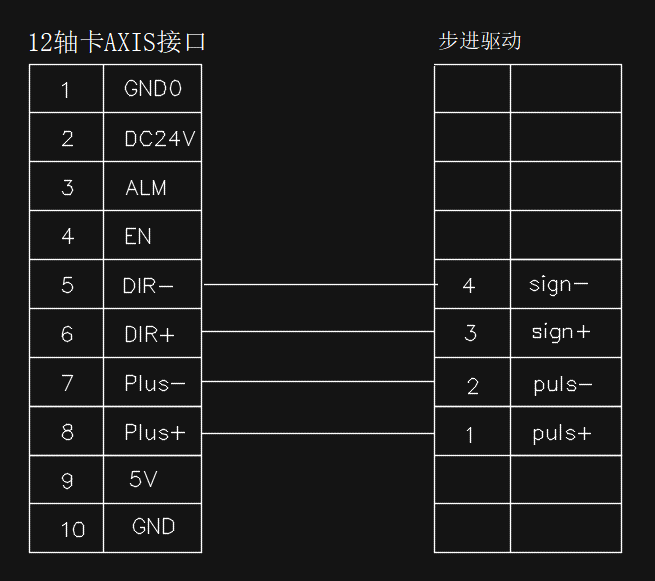 12轴卡AXIS接口 步进驱动
1 GND0
2 DC24V
3 ALM
4 EN
5 DIR- 4 sign-
6 DIR+ 3 sign+
7 Plus- 2 puls-
8 Plus+ 1 puls+
9 5V
10 GND